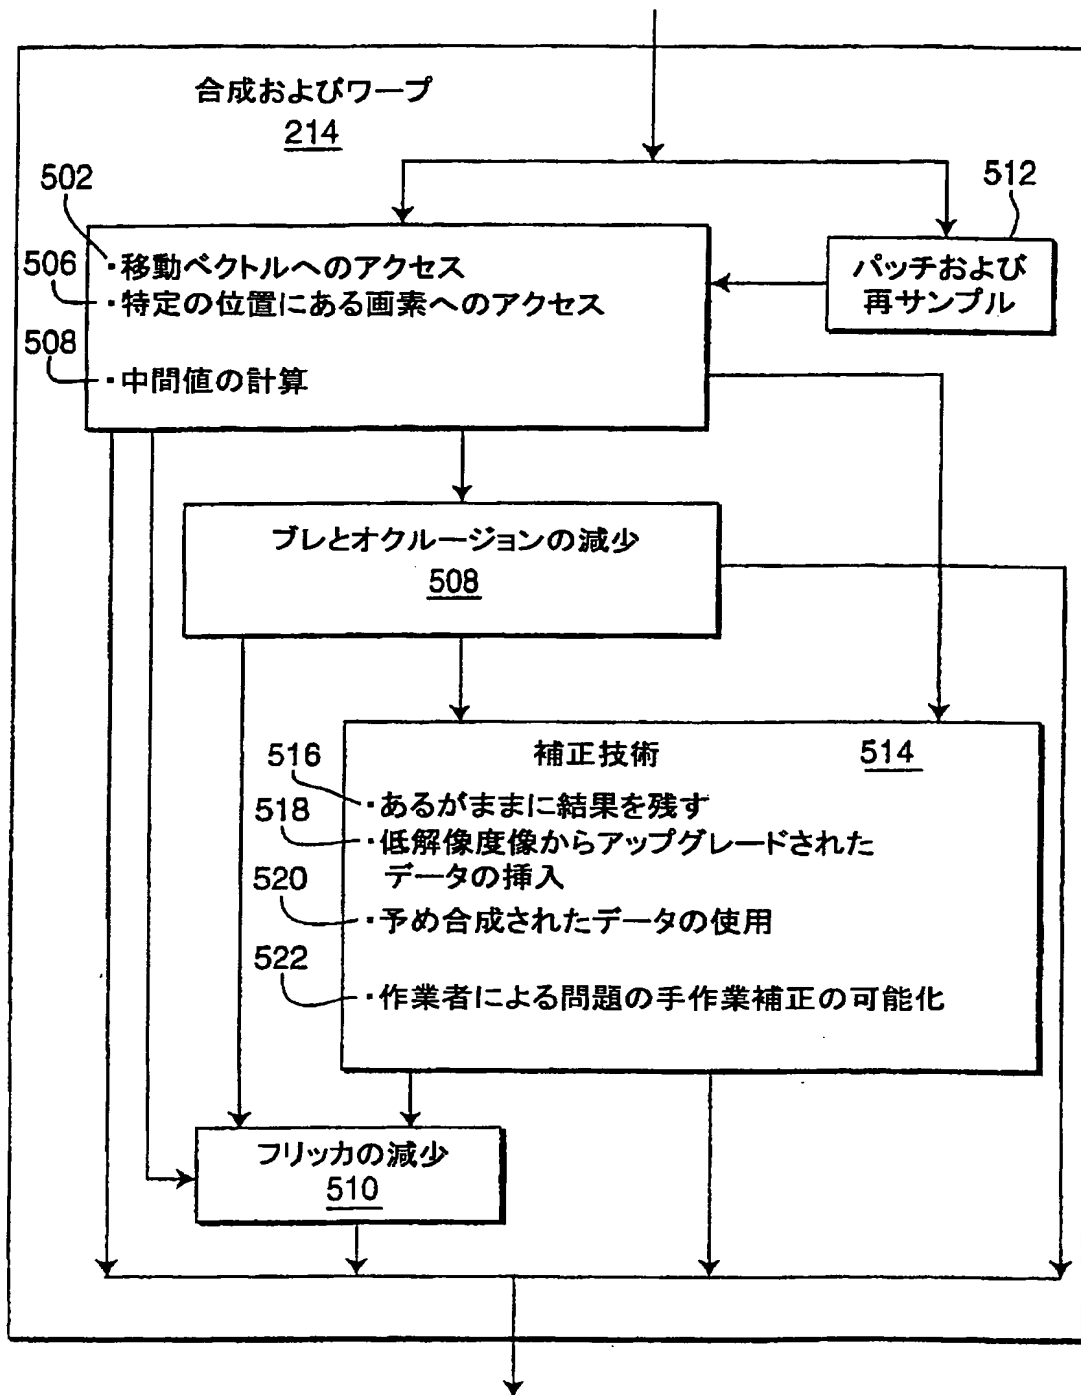 合成およびワープ
214
502
512
506
・移動ベクトルへのアクセス
・特定の位置にある画素へのアクセス
508
・中間値の計算
パッチおよび
再サンプル
ブレとオクルージョンの減少
508
補正技術
514
516
・あるがままに結果を残す
518
・低解像度像からアップグレードされた
データの挿入
520
・予め合成されたデータの使用
522
・作業者による問題の手作業補正の可能化
フリッカの減少
510